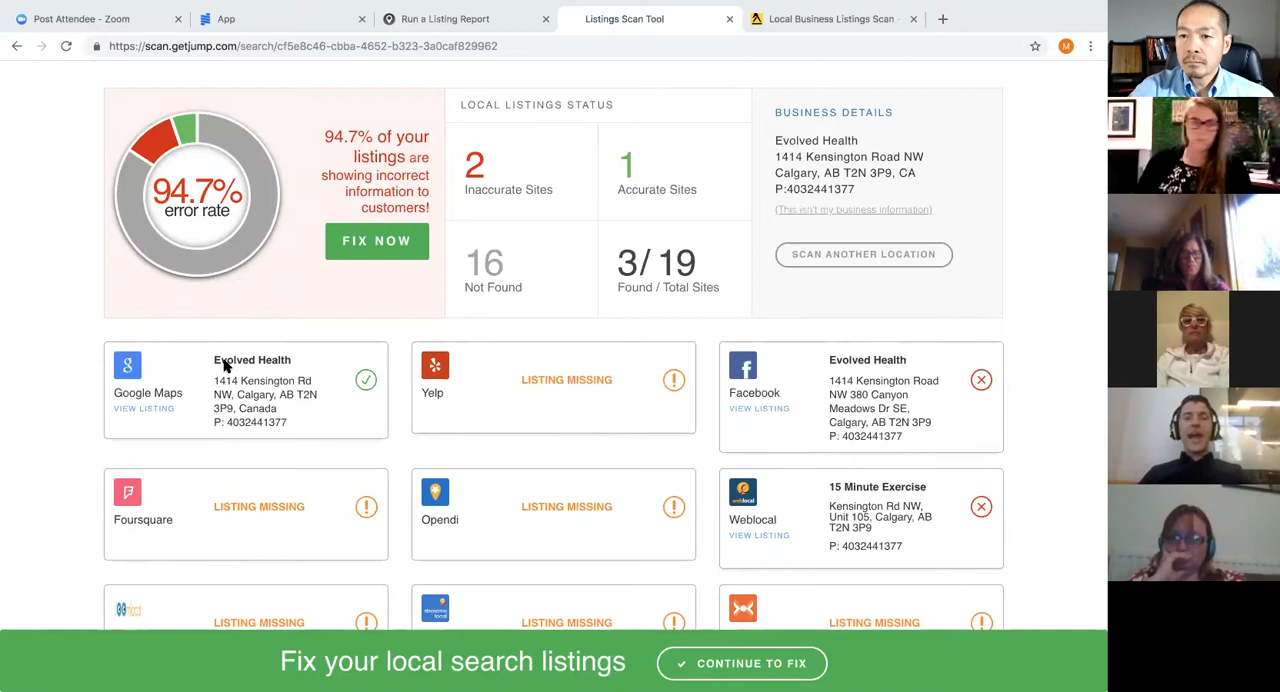 Post Attendee - Zoom
App
Run a Listing Report
Listings Scan Tool
Local Business Listings Scan
https://scan.getjump.com/search/cf5e8c46-cbba-4652-b323-3a0caf829962
M
94.7%
error rate
94.7% of your
listings are
showing incorrect
information to
customers!
FIX NOW
LOCAL LISTINGS STATUS
2
Inaccurate Sites
1
Accurate Sites
16
Not Found
3/ 19
Found / Total Sites
BUSINESS DETAILS
Evolved Health
1414 Kensington Road NW
Calgary, AB T2N 3P9, CA
P:4032441377
(This isn't my business information)
SCAN ANOTHER LOCATION
Google Maps
VIEW LISTING
Evolved Health
1414 Kensington Rd
NW, Calgary, AB T2N
3P9, Canada
P: 4032441377
Yelp
LISTING MISSING
Facebook
VIEW LISTING
Evolved Health
1414 Kensington Road
NW 380 Canyon
Meadows Dr SE,
Calgary, AB T2N 3P9
P: 4032441377
Foursquare
LISTING MISSING
Opendi
LISTING MISSING
weblocal
Weblocal
VIEW LISTING
15 Minute Exercise
Kensington Rd NW,
Unit 105, Calgary, AB
T2N 3P9
P: 4032441377
LISTING MISSING
LISTING MISSING
LISTING MISSING
Fix your local search listings
CONTINUE TO FIX